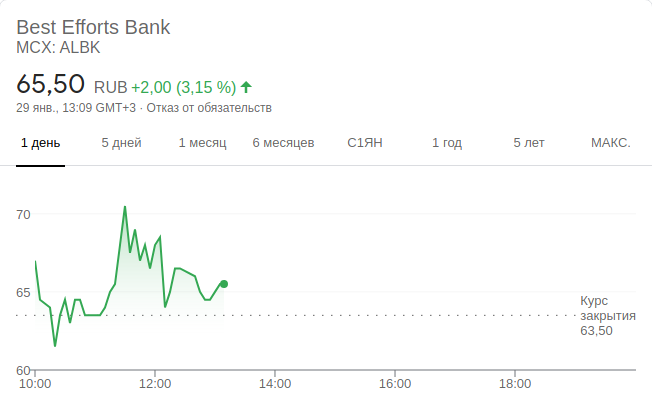 Best Efforts Bank
MCX: ALBK
65,50 RUB +2,00 (3,15 %)
29 янв., 13:09 GMT+3 · Отказ от обязательств
1 день 5 дней 1 месяц 6 месяцев С1ЯН 1 год 5 лет МАКС.
70
65
60
Курс
закрытия
63,50
10:00 12:00 14:00 16:00 18:00